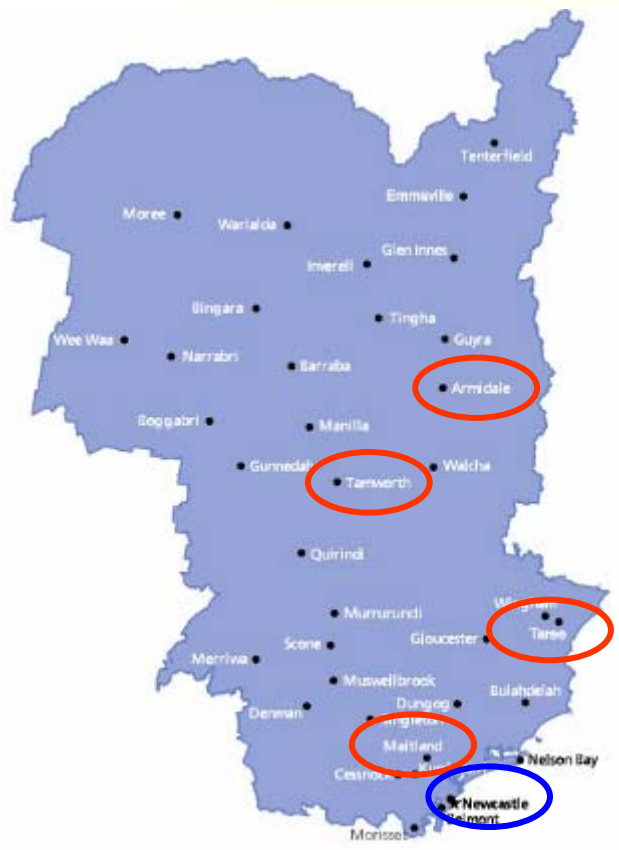 Tenterfield
Emmaville
Moree
Warialda
Glen Innes
Inverell
Bingara
Tingha
Wee Waa
Guyra
Narrabri
Barraba
Armidale
Boggabri
Manilla
Gunnedah
Walcha
Tamworth
Quirindi
Wingham
Murrurundi
Taree
Gloucester
Scone
Merriwa
Muswellbrook
Bulahdelah
Dungog
Denman
Singleton
Maitland
Nelson Bay
Cessnock
Newcastle
Belmont
Morisset